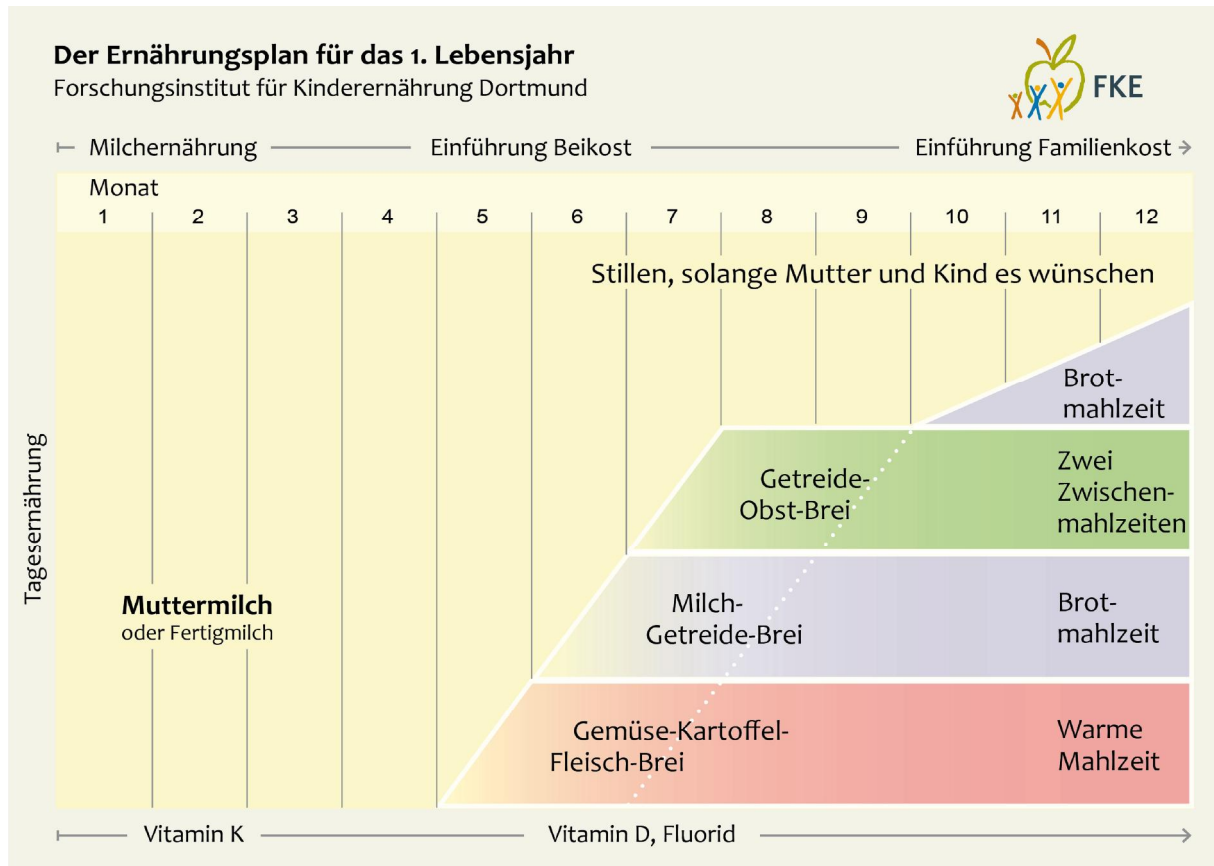 Der Ernährungsplan für das 1. Lebensjahr
Forschungsinstitut für Kinderernährung Dortmund
FKE
Milchernährung
Einführung Beikost
Einführung Familienkost
Monat
1 2 3 4 5 6 7 8 9 10 11 12
Stillen, solange Mutter und Kind es wünschen
Brot-
mahlzeit
Getreide-
Obst-Brei
Zwei
Zwischen-
mahlzeiten
Tagesernährung
Muttermilch
oder Fertigmilch
Milch-
Getreide-Brei
Brot-
mahlzeit
Gemüse-Kartoffel-
Fleisch-Brei
Warme
Mahlzeit
Vitamin K
Vitamin D, Fluorid